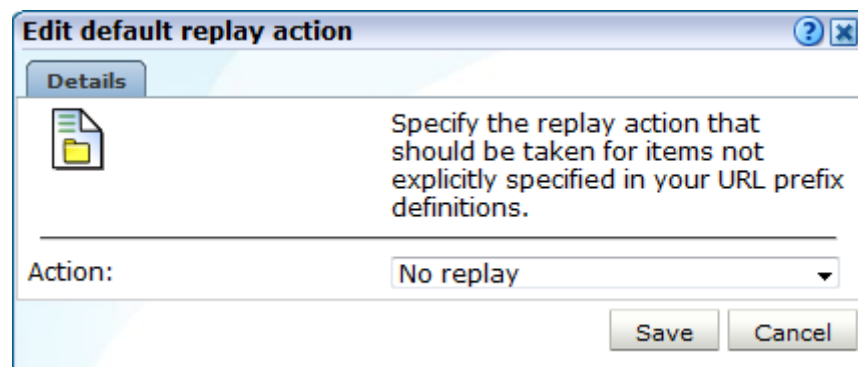 Edit default replay action
Details
Specify the replay action that
should be taken for items not
explicitly specified in your URL prefix
definitions.
Action:
No replay
Save
Cancel